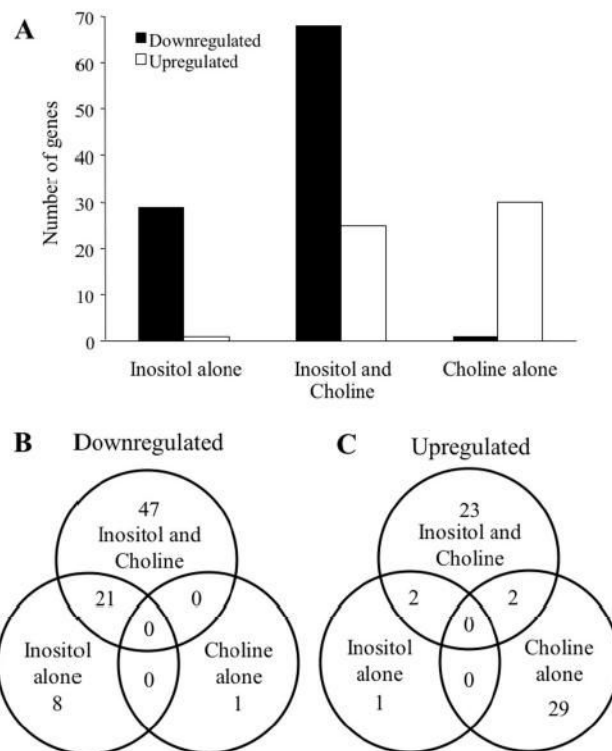 A
70
60
50
40
30
20
10
0
Number of genes
Downregulated
Upregulated
Inositol alone
Inositol and
Choline
Choline alone
B Downregulated
47
Inositol and
Choline
21
0
0
Inositol
alone
8
0
Choline
alone
1
C Upregulated
23
Inositol and
Choline
2
2
0
Inositol
alone
1
0
Choline
alone
29